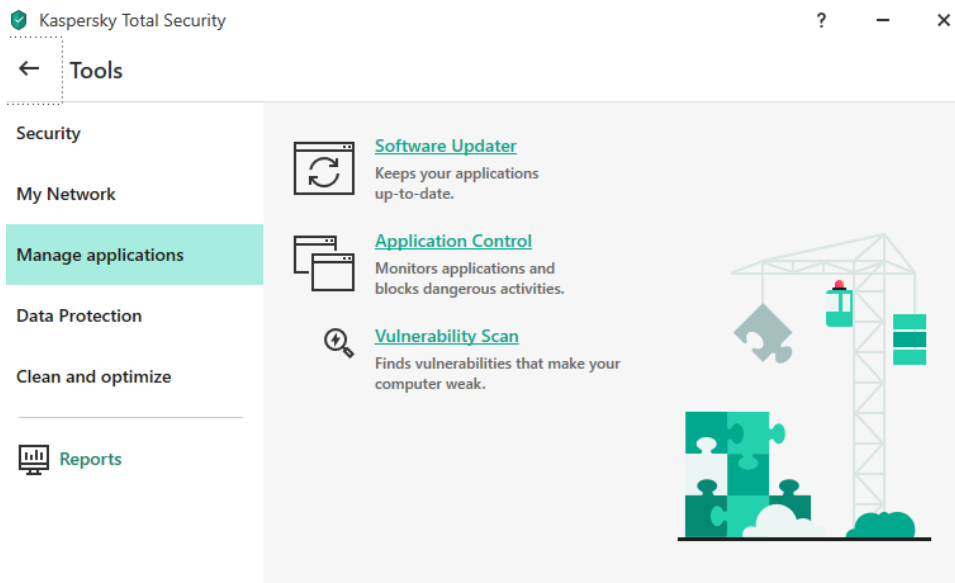 Kaspersky Total Security
?
Tools
Security
My Network
Manage applications
Data Protection
Clean and optimize
Reports
Software Updater
Keeps your applications
up-to-date.
Application Control
Monitors applications and
blocks dangerous activities.
Vulnerability Scan
Finds vulnerabilities that make your
computer weak.